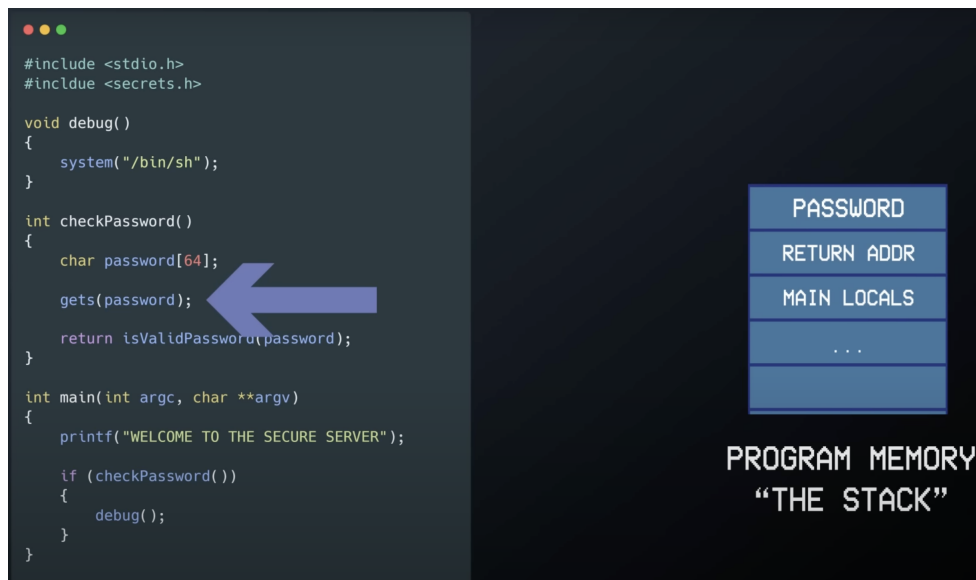 #include <stdio.h>
#incldue <secrets.h>
void debug()
{
system("/bin/sh");
}
int checkPassword()
{
char password[64];
gets(password);
return isValidPassword(password);
}
int main(int argc, char **argv)
{
printf("WELCOME TO THE SECURE SERVER");
if (checkPassword())
{
debug();
}
}
PASSWORD
RETURN ADDR
MAIN LOCALS
...
PROGRAM MEMORY
“THE STACK”